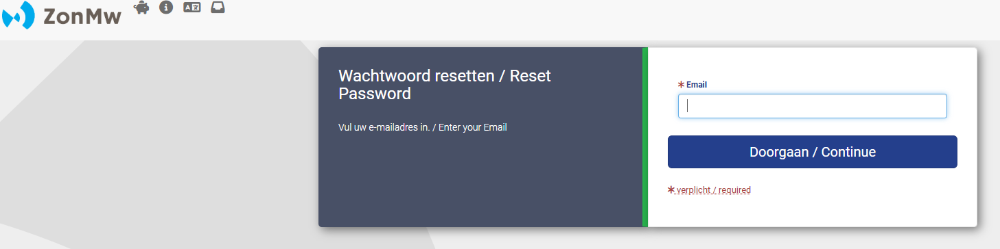 ZonMw
Wachtwoord resetten / Reset
Password
Vul uw e-mailadres in. / Enter your Email
* Email
Doorgaan / Continue
* verplicht / required